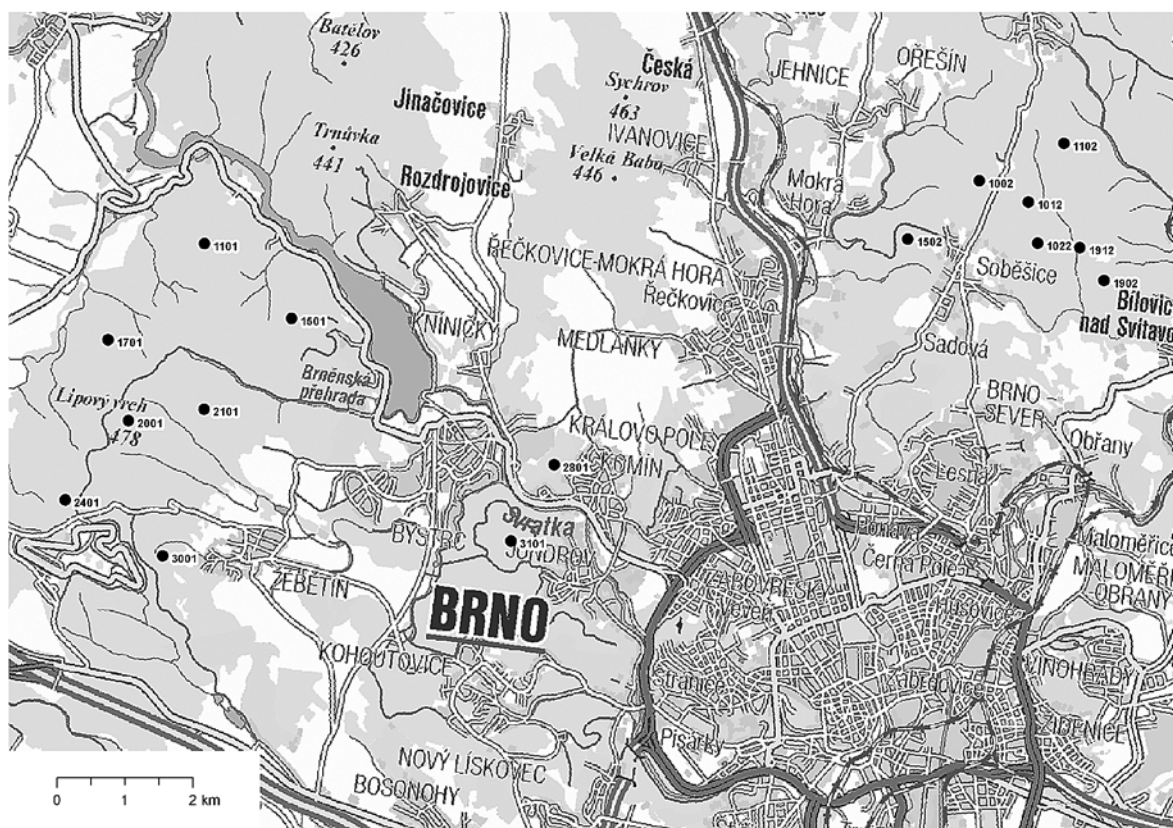 Batělov
426
Česká
JEHNICE
OŘEŠÍN
Sychrov
463
Jinačovice
IVANOVICE
Trnůvka
441
Velká Baba
446
1102
Rozdrojovice
Mokrá
Hora
1002
1012
1101
1502
1022
1912
ŘEČKOVICE-MOKRÁ HORA
Soběšice
Řečkovice
1902
Bílovic
nad Svitavo
1501
KNÍNIČKY
1701
MEDLÁNKY
Sadová
Brněnská
přehrada
BRNO
SEVER
Lipový vrch
2101
2001
478
KRÁLOVO POLE
Obřany
KOMÍN
2801
Lesná
2401
Svratka
BYSTRC
3101
JUNDROV
Ponava
Maloměřice
3001
Černá Pole
MALOMĚŘI
ŽEBĚTÍN
ŽABOVŘESKY
OBŘANY
Veveří
Husovice
BRNO
KOHOUTOVICE
VINOHRADY
Stránice
Zábrdovice
ŽIDENICE
Pisárky
NOVÝ LÍSKOVEC
BOSONOHY
0 1 2 km